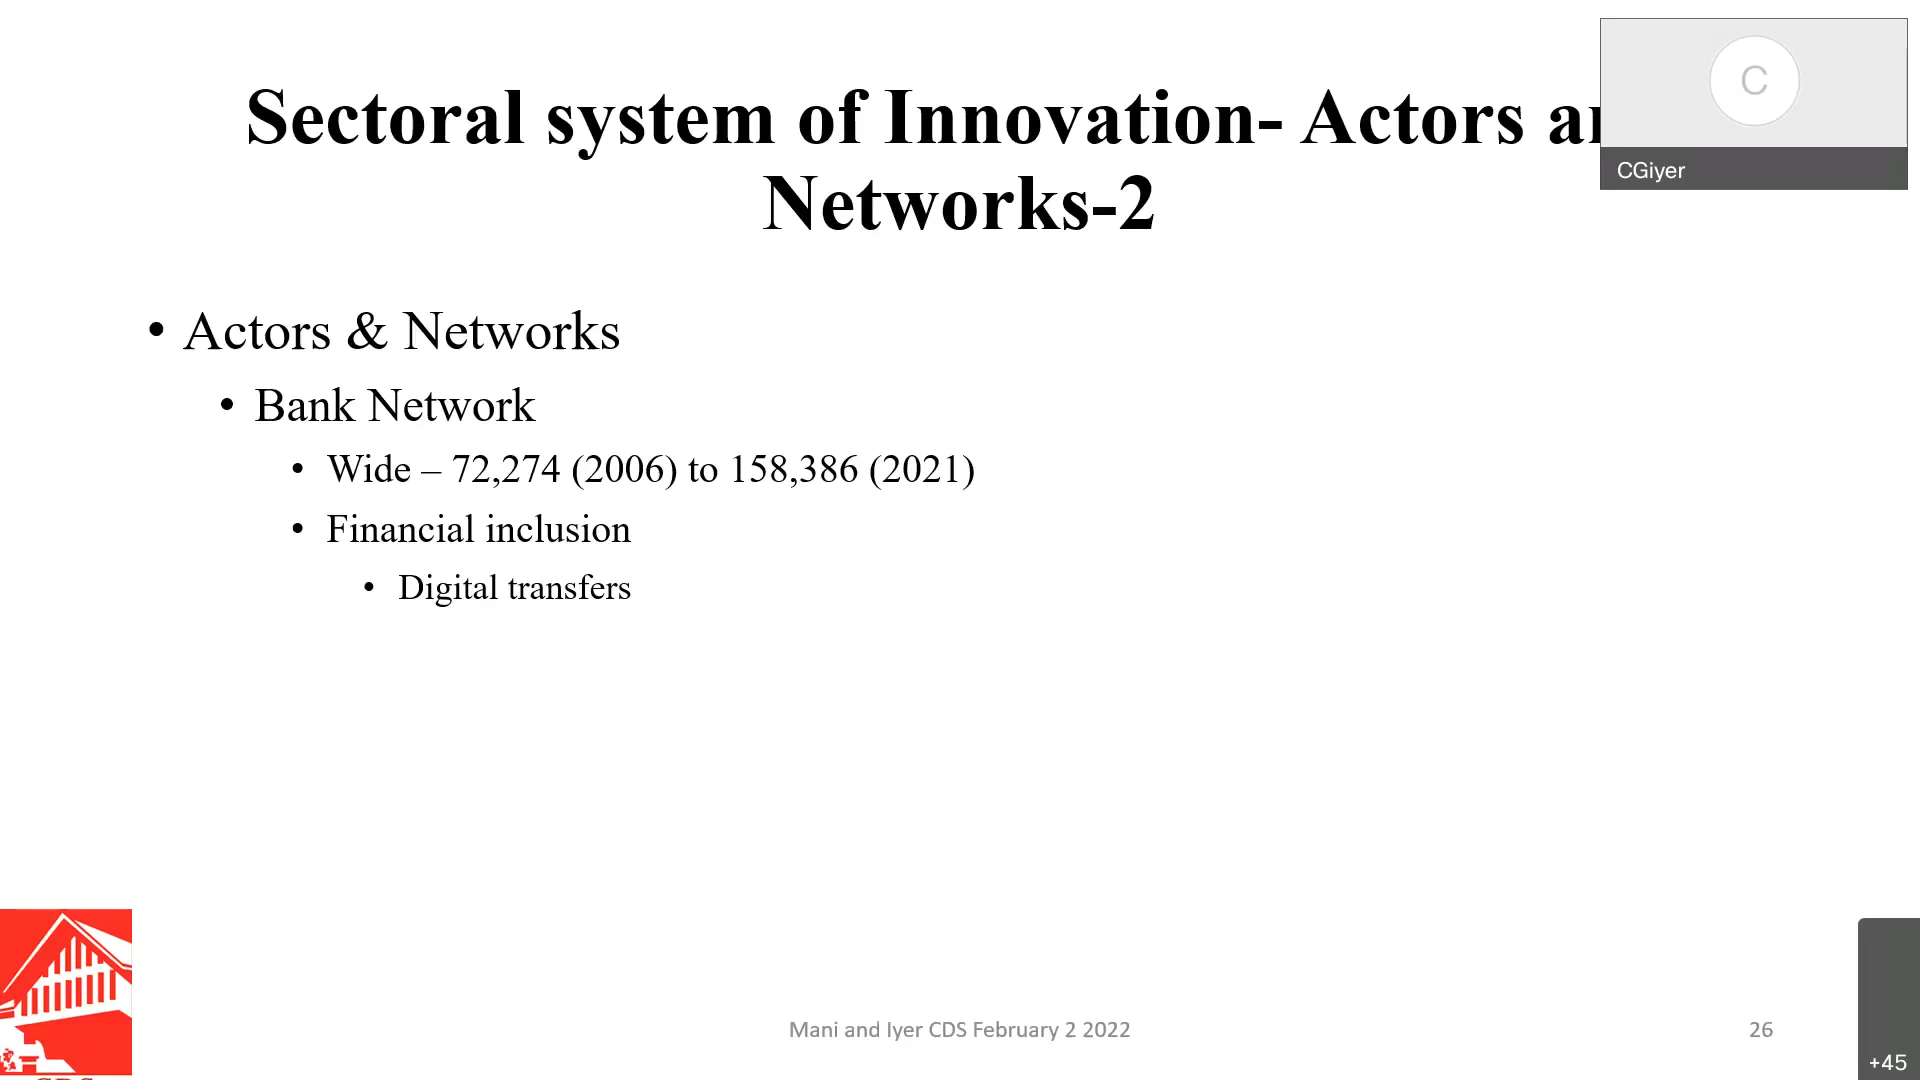 Sectoral system of Innovation- Actors
Networks-2
C
CGiyer
• Actors & Networks
• Bank Network
• Wide – 72,274 (2006) to 158,386 (2021)
• Financial inclusion
• Digital transfers
Mani and Iyer CDS February 2 2022
26
+45